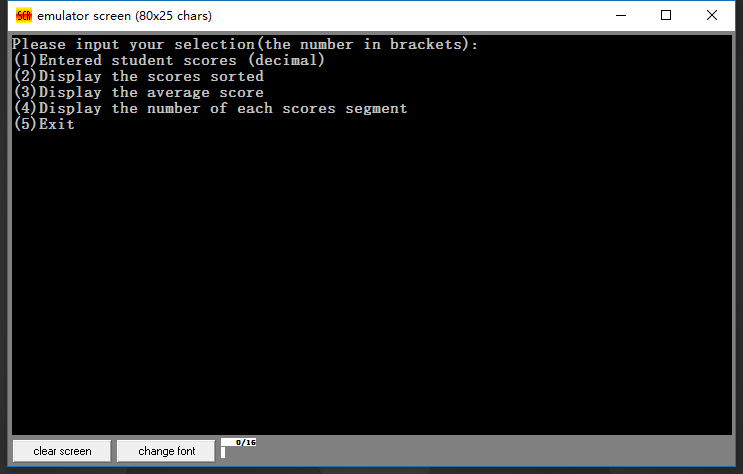 SCR emulator screen (80x25 chars)
Please input your selection(the number in brackets):
(1)Entered student scores (decimal)
(2)Display the scores sorted
(3)Display the average score
(4)Display the number of each scores segment
(5)Exit
clear screen change font 0/16